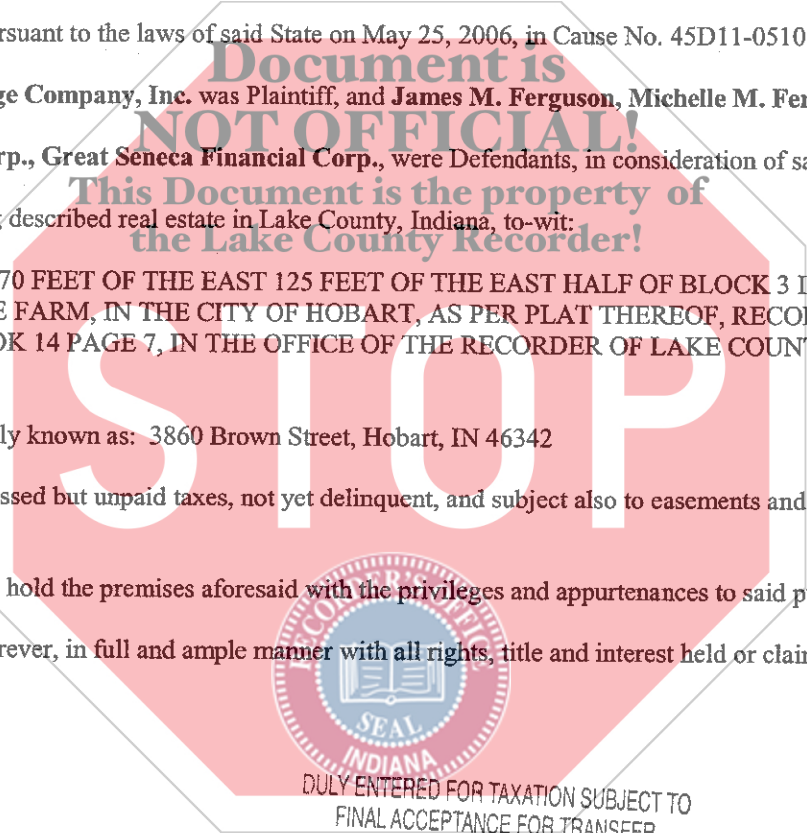 rsuant to the laws of said State on May 25, 2006, in Cause No. 45D11-0510
Document is
ge Company, Inc. was Plaintiff, and James M. Ferguson, Michelle M. Fer
NOT OFFICIAL!
rp., Great Seneca Financial Corp., were Defendants, in consideration of sa
This Document is the property of
described real estate in Lake County, Indiana, to-wit:
the Lake County Recorder!
70 FEET OF THE EAST 125 FEET OF THE EAST HALF OF BLOCK 3 I
E FARM, IN THE CITY OF HOBART, AS PER PLAT THEREOF, RECO
OK 14 PAGE 7, IN THE OFFICE OF THE RECORDER OF LAKE COUN
STOP
ly known as: 3860 Brown Street, Hobart, IN 46342
ssed but unpaid taxes, not yet delinquent, and subject also to easements and
hold the premises aforesaid with the privileges and appurtenances to said p
rever, in full and ample manner with all rights, title and interest held or clai
RECORDER'S OFFICE
SEAL
INDIANA
DULY ENTERED FOR TAXATION SUBJECT TO
FINAL ACCEPTANCE FOR TRANSFER